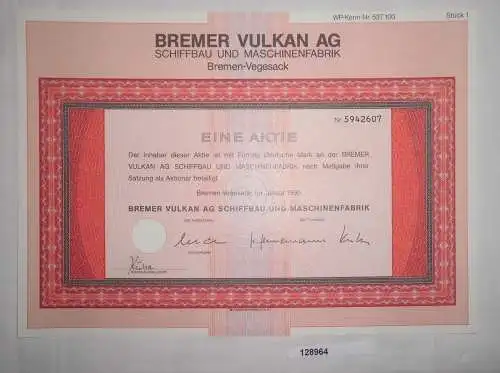 WP-Kenn-Nr. 537100 Stück 1
BREMER VULKAN AG
SCHIFFBAU UND MASCHINENFABRIK
Bremen-Vegesack
Nr. 5942607
EINE AKTIE
Der Inhaber dieser Aktie ist mit Fünfzig Deutsche Mark an der BREMER
VULKAN AG SCHIFFBAU UND MASCHINENFABRIK nach Maßgabe ihrer
Satzung als Aktionär beteiligt.
Bremen-Vegesack, im Januar 1990
BREMER VULKAN AG SCHIFFBAU UND MASCHINENFABRIK
128964